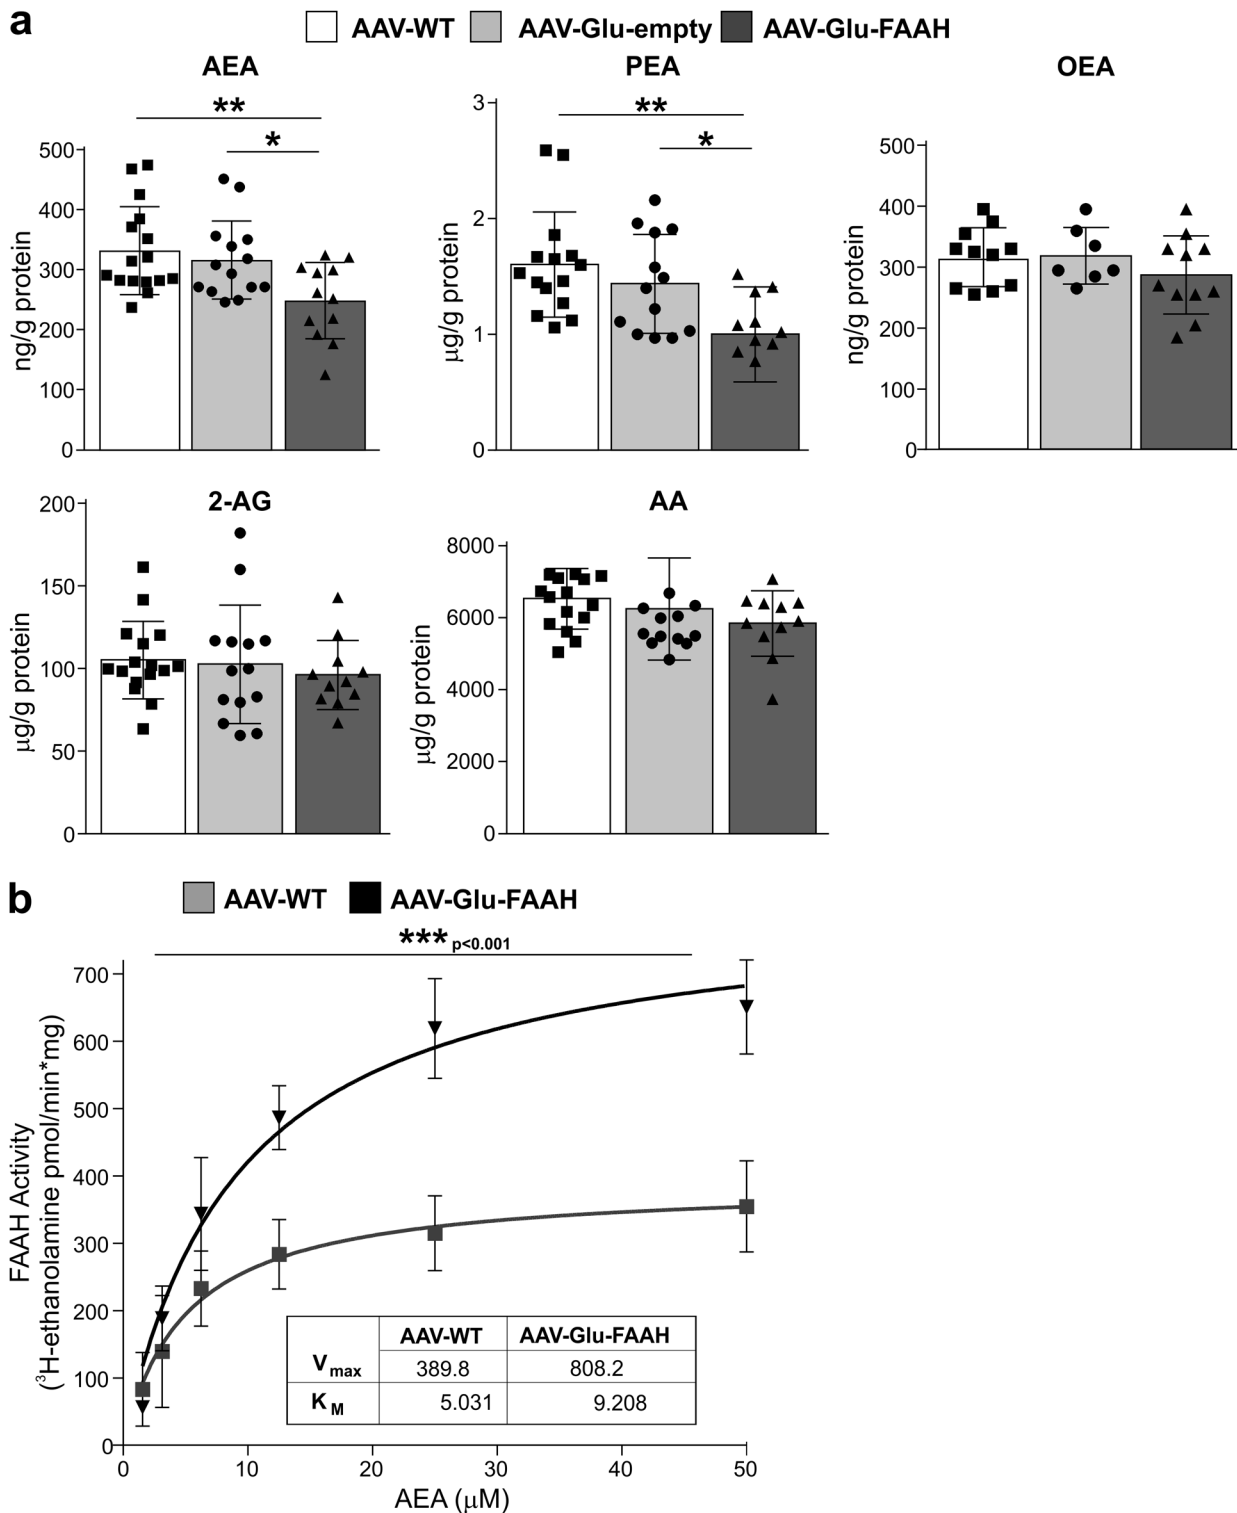 a
AAV-WT AAV-Glu-empty AAV-Glu-FAAH
AEA
**
*
ng/g protein
500
400
300
200
100
0
PEA
**
*
µg/g protein
3
2
1
0
OEA
ng/g protein
500
400
300
200
100
0
2-AG
µg/g protein
200
150
100
50
0
AA
µg/g protein
8000
6000
4000
2000
0
b
AAV-WT AAV-Glu-FAAH
*** p<0.001
FAAH Activity
(³H-ethanolamine pmol/min*mg)
700
600
500
400
300
200
100
0
AAV-WT AAV-Glu-FAAH
Vmax 389.8 808.2
KM 5.031 9.208
0 10 20 30 40 50
AEA (µM)